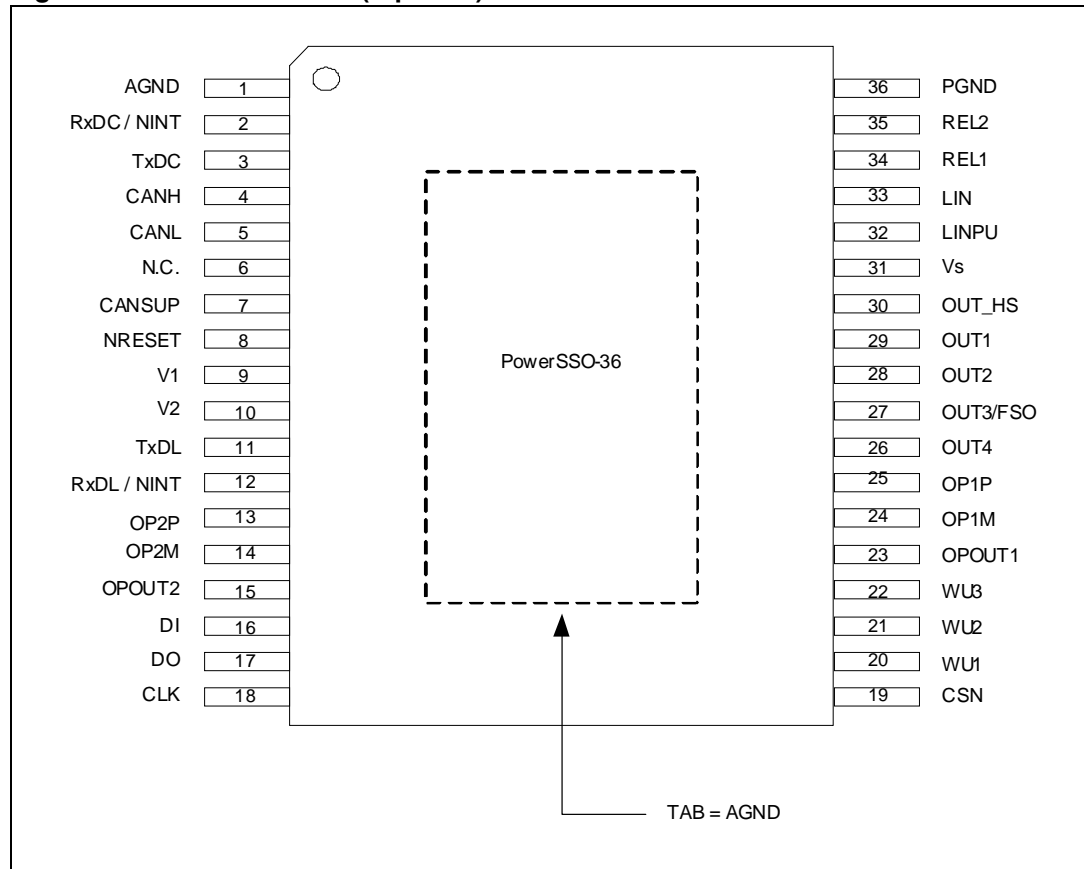 AGND 1 36 PGND
RxDC / NINT 2 35 REL2
TxDC 3 34 REL1
CANH 4 33 LIN
CANL 5 32 LINPU
N.C. 6 31 Vs
CANSUP 7 30 OUT_HS
NRESET 8 29 OUT1
V1 9 PowerSSO-36 28 OUT2
V2 10 27 OUT3/FSO
TxDL 11 26 OUT4
RxDL / NINT 12 25 OP1P
OP2P 13 24 OP1M
OP2M 14 23 OPOUT1
OPOUT2 15 22 WU3
DI 16 21 WU2
DO 17 20 WU1
CLK 18 19 CSN
TAB = AGND